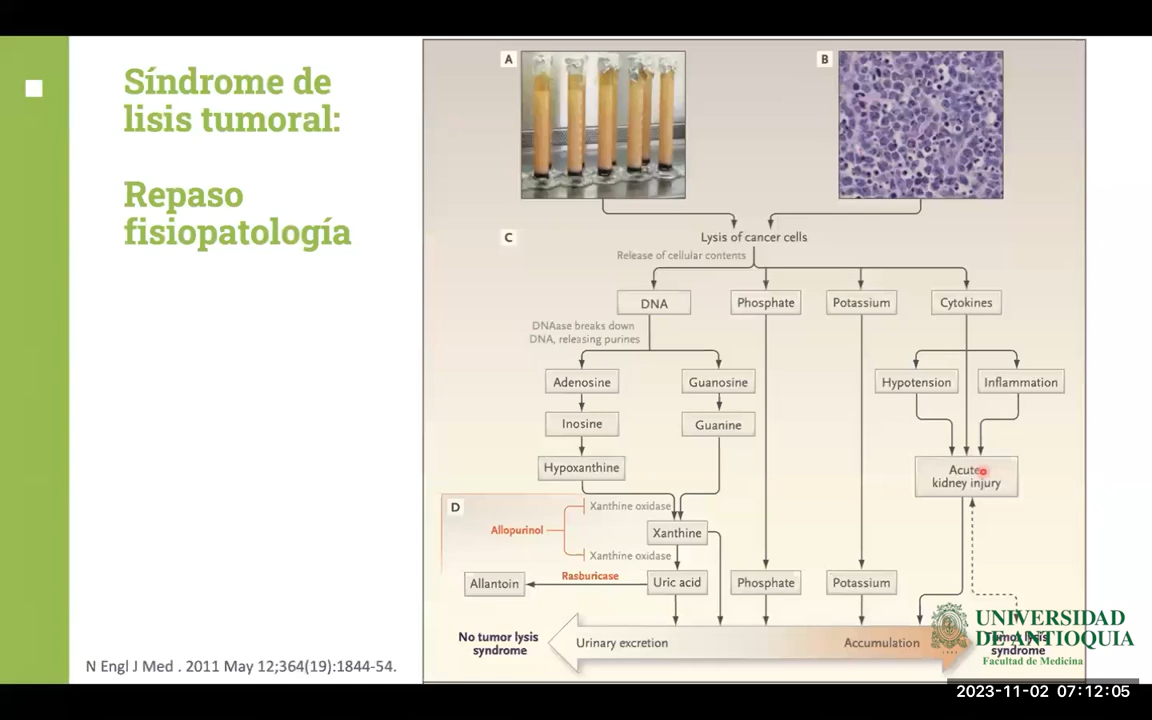 Síndrome de
lisis tumoral:
Repaso
fisiopatología
N Engl J Med . 2011 May 12;364(19):1844-54.
A
B
C
Lysis of cancer cells
Release of cellular contents
DNA
Phosphate
Potassium
Cytokines
DNAase breaks down
DNA, releasing purines
Adenosine
Guanosine
Hypotension
Inflammation
Inosine
Guanine
Hypoxanthine
Acute
kidney injury
D
Xanthine oxidase
Allopurinol
Xanthine
Xanthine oxidase
Rasburicase
Allantoin
Uric acid
Phosphate
Potassium
No tumor lysis
syndrome
Urinary excretion
Accumulation
Tumor lysis
syndrome
UNIVERSIDAD
DE ANTIOQUIA
Facultad de Medicina
2023-11-02 07:12:05